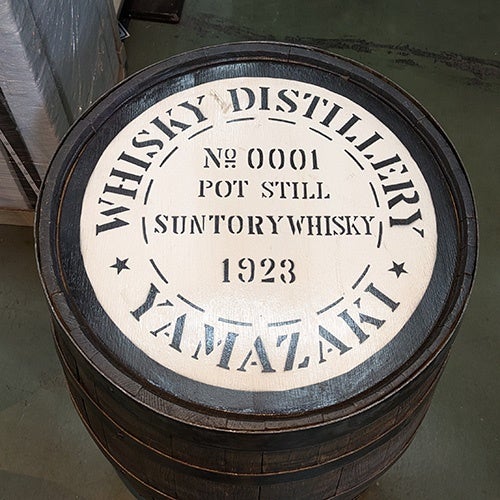 WHISKY DISTILLERY
Nº 0001
POT STILL
SUNTORY WHISKY
1923
★ YAMAZAKI ★